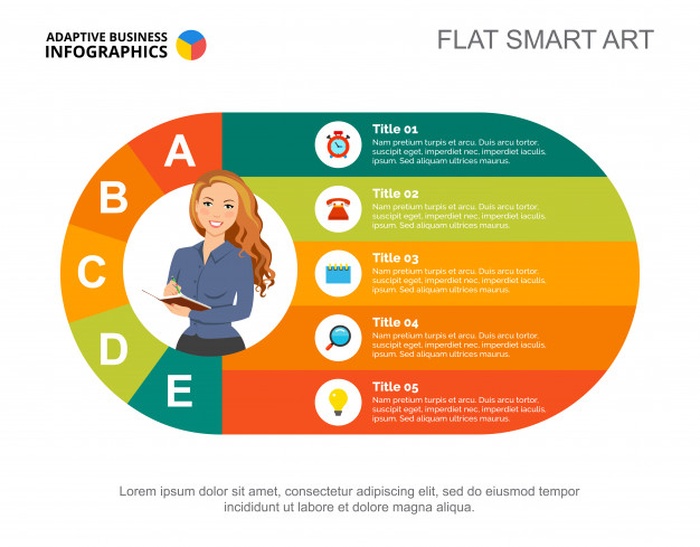 ADAPTIVE BUSINESS
INFOGRAPHICS
FLAT SMART ART
A
B
C
D
E
Title 01
Nam rempis turpis et arcu. Duis arcu tortor,
suscipit, imperdiet nec, imperdiet iaculis,
ipsum. Sed aliquam ultrices maurus.
Title 02
Nam pretium turpis et arcu. Duis arcu tortor,
suscipit nec, imperdiet nec, imperdiet iaculis,
ipsum. Sed aliquam ultrices maurus.
Title 03
Nam pretium turpis et arcu. Duis arcu tortor,
suscipit eget, imperdiet nec, imperdiet iaculis,
ipsum. Sed aliquam ultrices maurus.
Title 04
Nam pretium turpis et arcu. Duis arcu tortor,
suscipit eget, imperdiet nec, imperdiet iaculis,
ipsum. Sed aliquam ultrices maurus.
Title 05
Nam pretium turpis et arcu. Duis arcu tortor,
suscipit eget, imperdiet nec, imperdiet iaculis,
ipsum. Sed aliquam ultrices maurus.
Lorem ipsum dolor sit amet, consectetur adipiscing elit, sed do eiusmod tempor
incididunt ut labore et dolore magna aliqua.